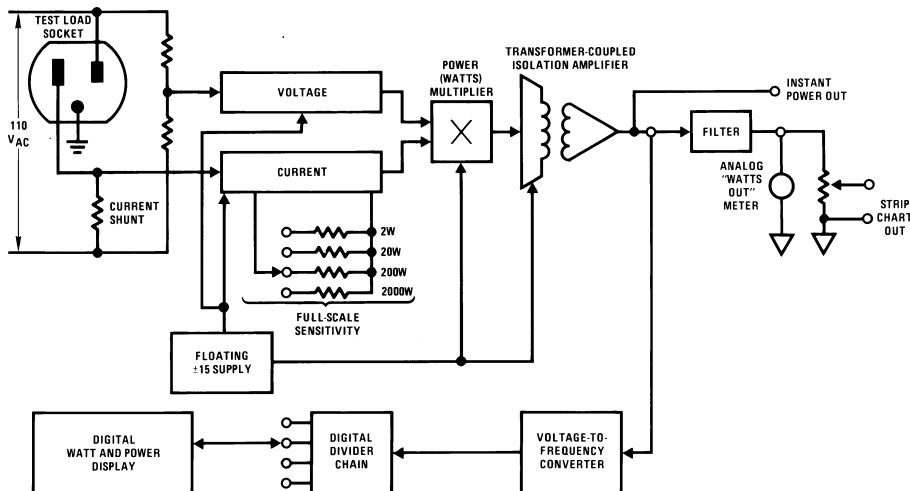 TEST LOAD
SOCKET
110
VAC
CURRENT
SHUNT
VOLTAGE
CURRENT
2W
20W
200W
2000W
FULL-SCALE
SENSITIVITY
FLOATING
±15 SUPPLY
POWER
(WATTS)
MULTIPLIER
X
TRANSFORMER-COUPLED
ISOLATION AMPLIFIER
INSTANT
POWER OUT
FILTER
ANALOG
"WATTS
OUT"
METER
STRIP
CHART
OUT
DIGITAL
WATT AND POWER
DISPLAY
DIGITAL
DIVIDER
CHAIN
VOLTAGE-TO-
FREQUENCY
CONVERTER